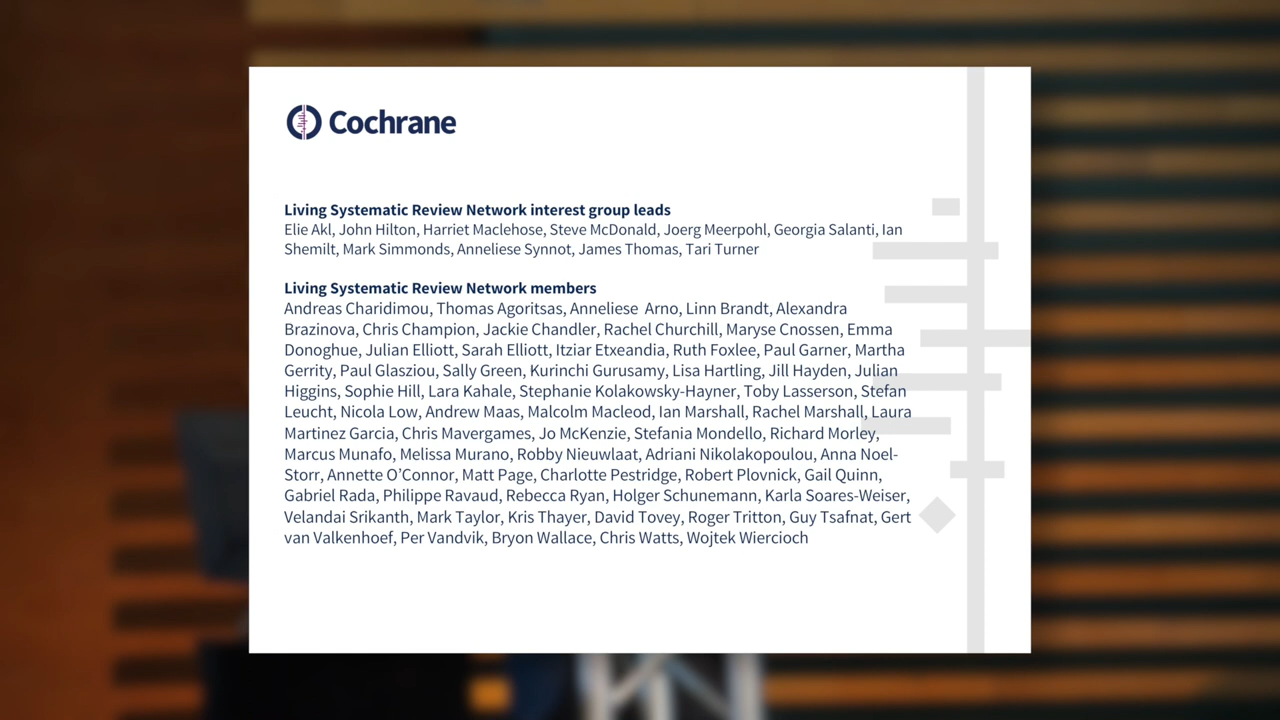 Cochrane
Living Systematic Review Network interest group leads
Elie Akl, John Hilton, Harriet Maclehose, Steve McDonald, Joerg Meerpohl, Georgia Salanti, Ian
Shemilt, Mark Simmonds, Anneliese Synnot, James Thomas, Tari Turner
Living Systematic Review Network members
Andreas Charidimou, Thomas Agoritsas, Anneliese Arno, Linn Brandt, Alexandra
Brazinova, Chris Champion, Jackie Chandler, Rachel Churchill, Maryse Cnossen, Emma
Donoghue, Julian Elliott, Sarah Elliott, Itziar Etxeandia, Ruth Foxlee, Paul Garner, Martha
Gerrity, Paul Glasziou, Sally Green, Kurinchi Gurusamy, Lisa Hartling, Jill Hayden, Julian
Higgins, Sophie Hill, Lara Kahale, Stephanie Kolakowsky-Hayner, Toby Lasserson, Stefan
Leucht, Nicola Low, Andrew Maas, Malcolm Macleod, Ian Marshall, Rachel Marshall, Laura
Martinez Garcia, Chris Mavergames, Jo McKenzie, Stefania Mondello, Richard Morley,
Marcus Munafo, Melissa Murano, Robby Nieuwlaat, Adriani Nikolakopoulou, Anna Noel-
Storr, Annette O’Connor, Matt Page, Charlotte Pestridge, Robert Plovnick, Gail Quinn,
Gabriel Rada, Philippe Ravaud, Rebecca Ryan, Holger Schunemann, Karla Soares-Weiser,
Velandai Srikanth, Mark Taylor, Kris Thayer, David Tovey, Roger Tritton, Guy Tsafnat, Gert
van Valkenhoef, Per Vandvik, Bryon Wallace, Chris Watts, Wojtek Wiercioch